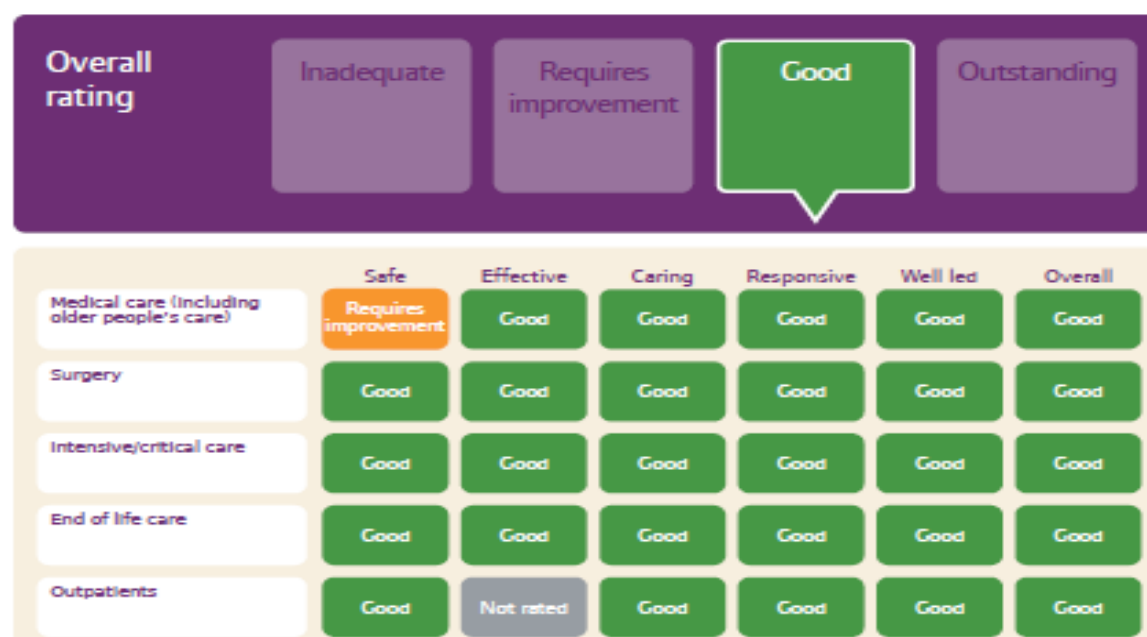 Overall
rating
Inadequate
Requires
improvement
Good
Outstanding
Safe Effective Caring Responsive Well led Overall
Medical care (including
older people's care)
Requires
improvement
Good Good Good Good Good
Surgery
Good Good Good Good Good Good
Intensive/critical care
Good Good Good Good Good Good
End of life care
Good Good Good Good Good Good
Outpatients
Good Not rated Good Good Good Good